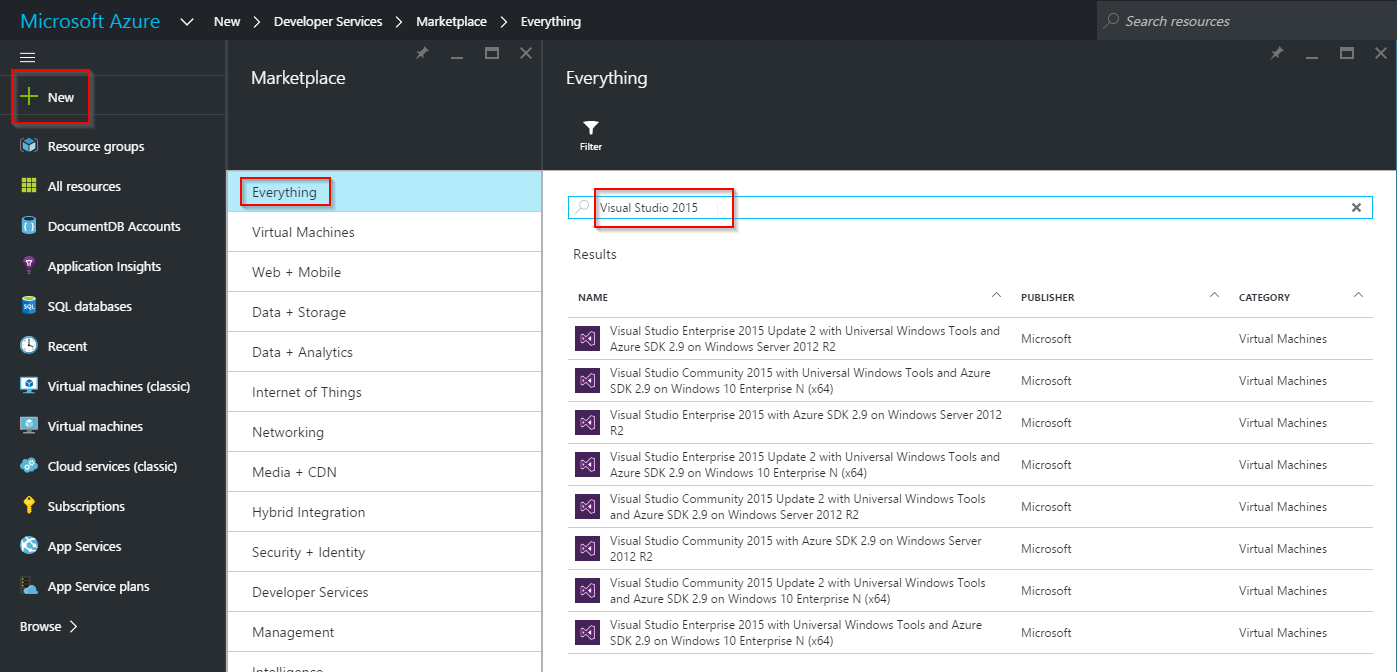 Microsoft Azure
New > Developer Services > Marketplace > Everything
Search resources
New
Resource groups
All resources
DocumentDB Accounts
Application Insights
SQL databases
Recent
Virtual machines (classic)
Virtual machines
Cloud services (classic)
Subscriptions
App Services
App Service plans
Browse >
Marketplace
Everything
Virtual Machines
Web + Mobile
Data + Storage
Data + Analytics
Internet of Things
Networking
Media + CDN
Hybrid Integration
Security + Identity
Developer Services
Management
Intelligence
Everything
Filter
Visual Studio 2015
Results
NAME PUBLISHER CATEGORY
Visual Studio Enterprise 2015 Update 2 with Universal Windows Tools and
Azure SDK 2.9 on Windows Server 2012 R2
Microsoft Virtual Machines
Visual Studio Community 2015 with Universal Windows Tools and Azure
SDK 2.9 on Windows 10 Enterprise N (x64)
Microsoft Virtual Machines
Visual Studio Enterprise 2015 with Azure SDK 2.9 on Windows Server 2012
R2
Microsoft Virtual Machines
Visual Studio Enterprise 2015 Update 2 with Universal Windows Tools and
Azure SDK 2.9 on Windows 10 Enterprise N (x64)
Microsoft Virtual Machines
Visual Studio Community 2015 Update 2 with Universal Windows Tools
and Azure SDK 2.9 on Windows Server 2012 R2
Microsoft Virtual Machines
Visual Studio Community 2015 with Azure SDK 2.9 on Windows Server
2012 R2
Microsoft Virtual Machines
Visual Studio Community 2015 Update 2 with Universal Windows Tools
and Azure SDK 2.9 on Windows 10 Enterprise N (x64)
Microsoft Virtual Machines
Visual Studio Enterprise 2015 with Universal Windows Tools and Azure
SDK 2.9 on Windows 10 Enterprise N (x64)
Microsoft Virtual Machines